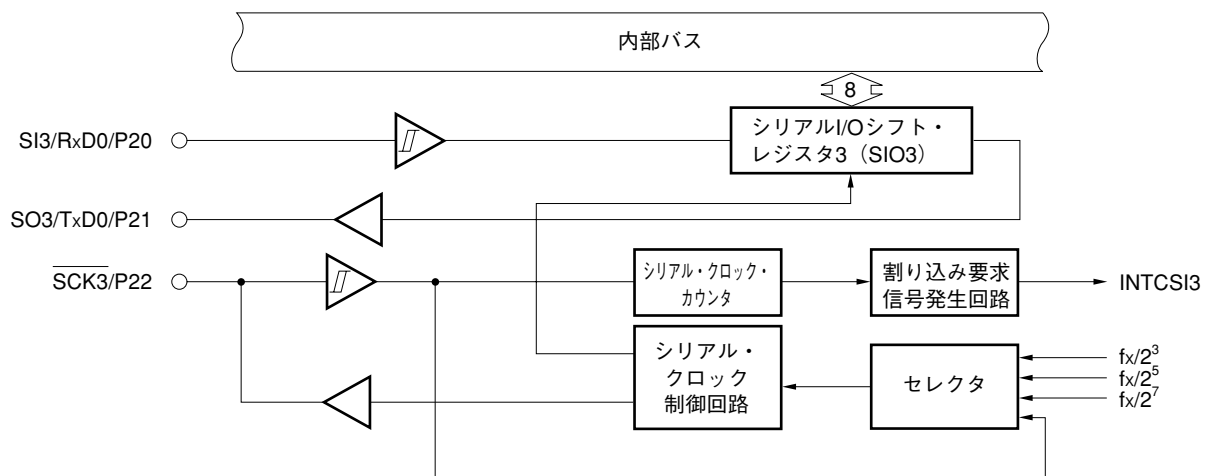 内部バス
8
SI3/RxD0/P20
シリアルI/Oシフト・
レジスタ3（SIO3）
SO3/TxD0/P21
SCK3/P22
シリアル・クロック・
カウンタ
割り込み要求
信号発生回路
INTCSI3
シリアル・
クロック
制御回路
セレクタ
fx/2³
fx/2⁵
fx/2⁷